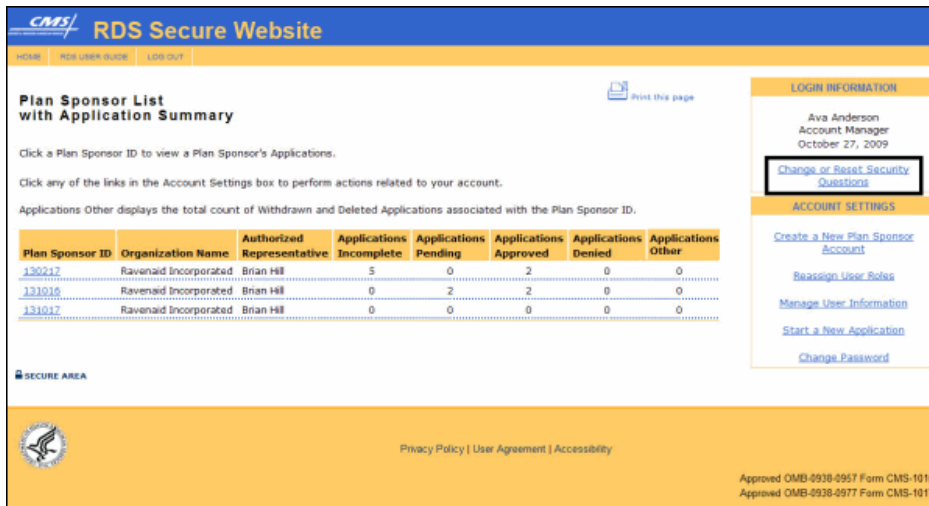 CMS/ RDS Secure Website
HOME RDS USER GUIDE LOG OUT
Print this page
Plan Sponsor List
with Application Summary
Click a Plan Sponsor ID to view a Plan Sponsor's Applications.
Click any of the links in the Account Settings box to perform actions related to your account.
Applications Other displays the total count of Withdrawn and Deleted Applications associated with the Plan Sponsor ID.
Plan Sponsor ID Organization Name Authorized Representative Applications Incomplete Applications Pending Applications Approved Applications Denied Applications Other
130217 Ravenaid Incorporated Brian Hill 5 0 2 0 0
131016 Ravenaid Incorporated Brian Hill 0 2 2 0 0
131017 Ravenaid Incorporated Brian Hill 0 0 0 0 0
SECURE AREA
LOGIN INFORMATION
Ava Anderson
Account Manager
October 27, 2009
Change or Reset Security
Questions
ACCOUNT SETTINGS
Create a New Plan Sponsor
Account
Reassign User Roles
Manage User Information
Start a New Application
Change Password
Privacy Policy | User Agreement | Accessibility
Approved OMB-0938-0957 Form CMS-101
Approved OMB-0938-0977 Form CMS-101